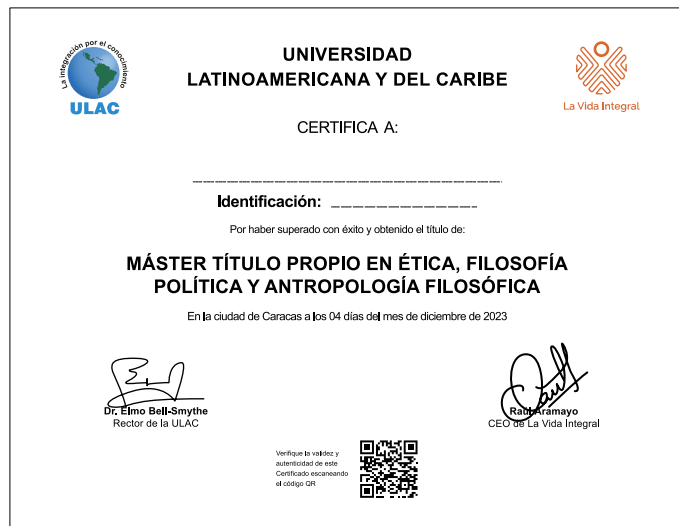 La integración por el conocimiento
ULAC
UNIVERSIDAD
LATINOAMERICANA Y DEL CARIBE
La Vida Integral
CERTIFICA A:
Identificación:
Por haber superado con éxito y obtenido el título de:
MÁSTER TÍTULO PROPIO EN ÉTICA, FILOSOFÍA
POLÍTICA Y ANTROPOLOGÍA FILOSÓFICA
En la ciudad de Caracas a los 04 días del mes de diciembre de 2023
Dr. Elmo Bell-Smythe
Rector de la ULAC
Raúl Aramayo
CEO de La Vida Integral
Verifique la validez y
autenticidad de este
Certificado escaneando
el código QR